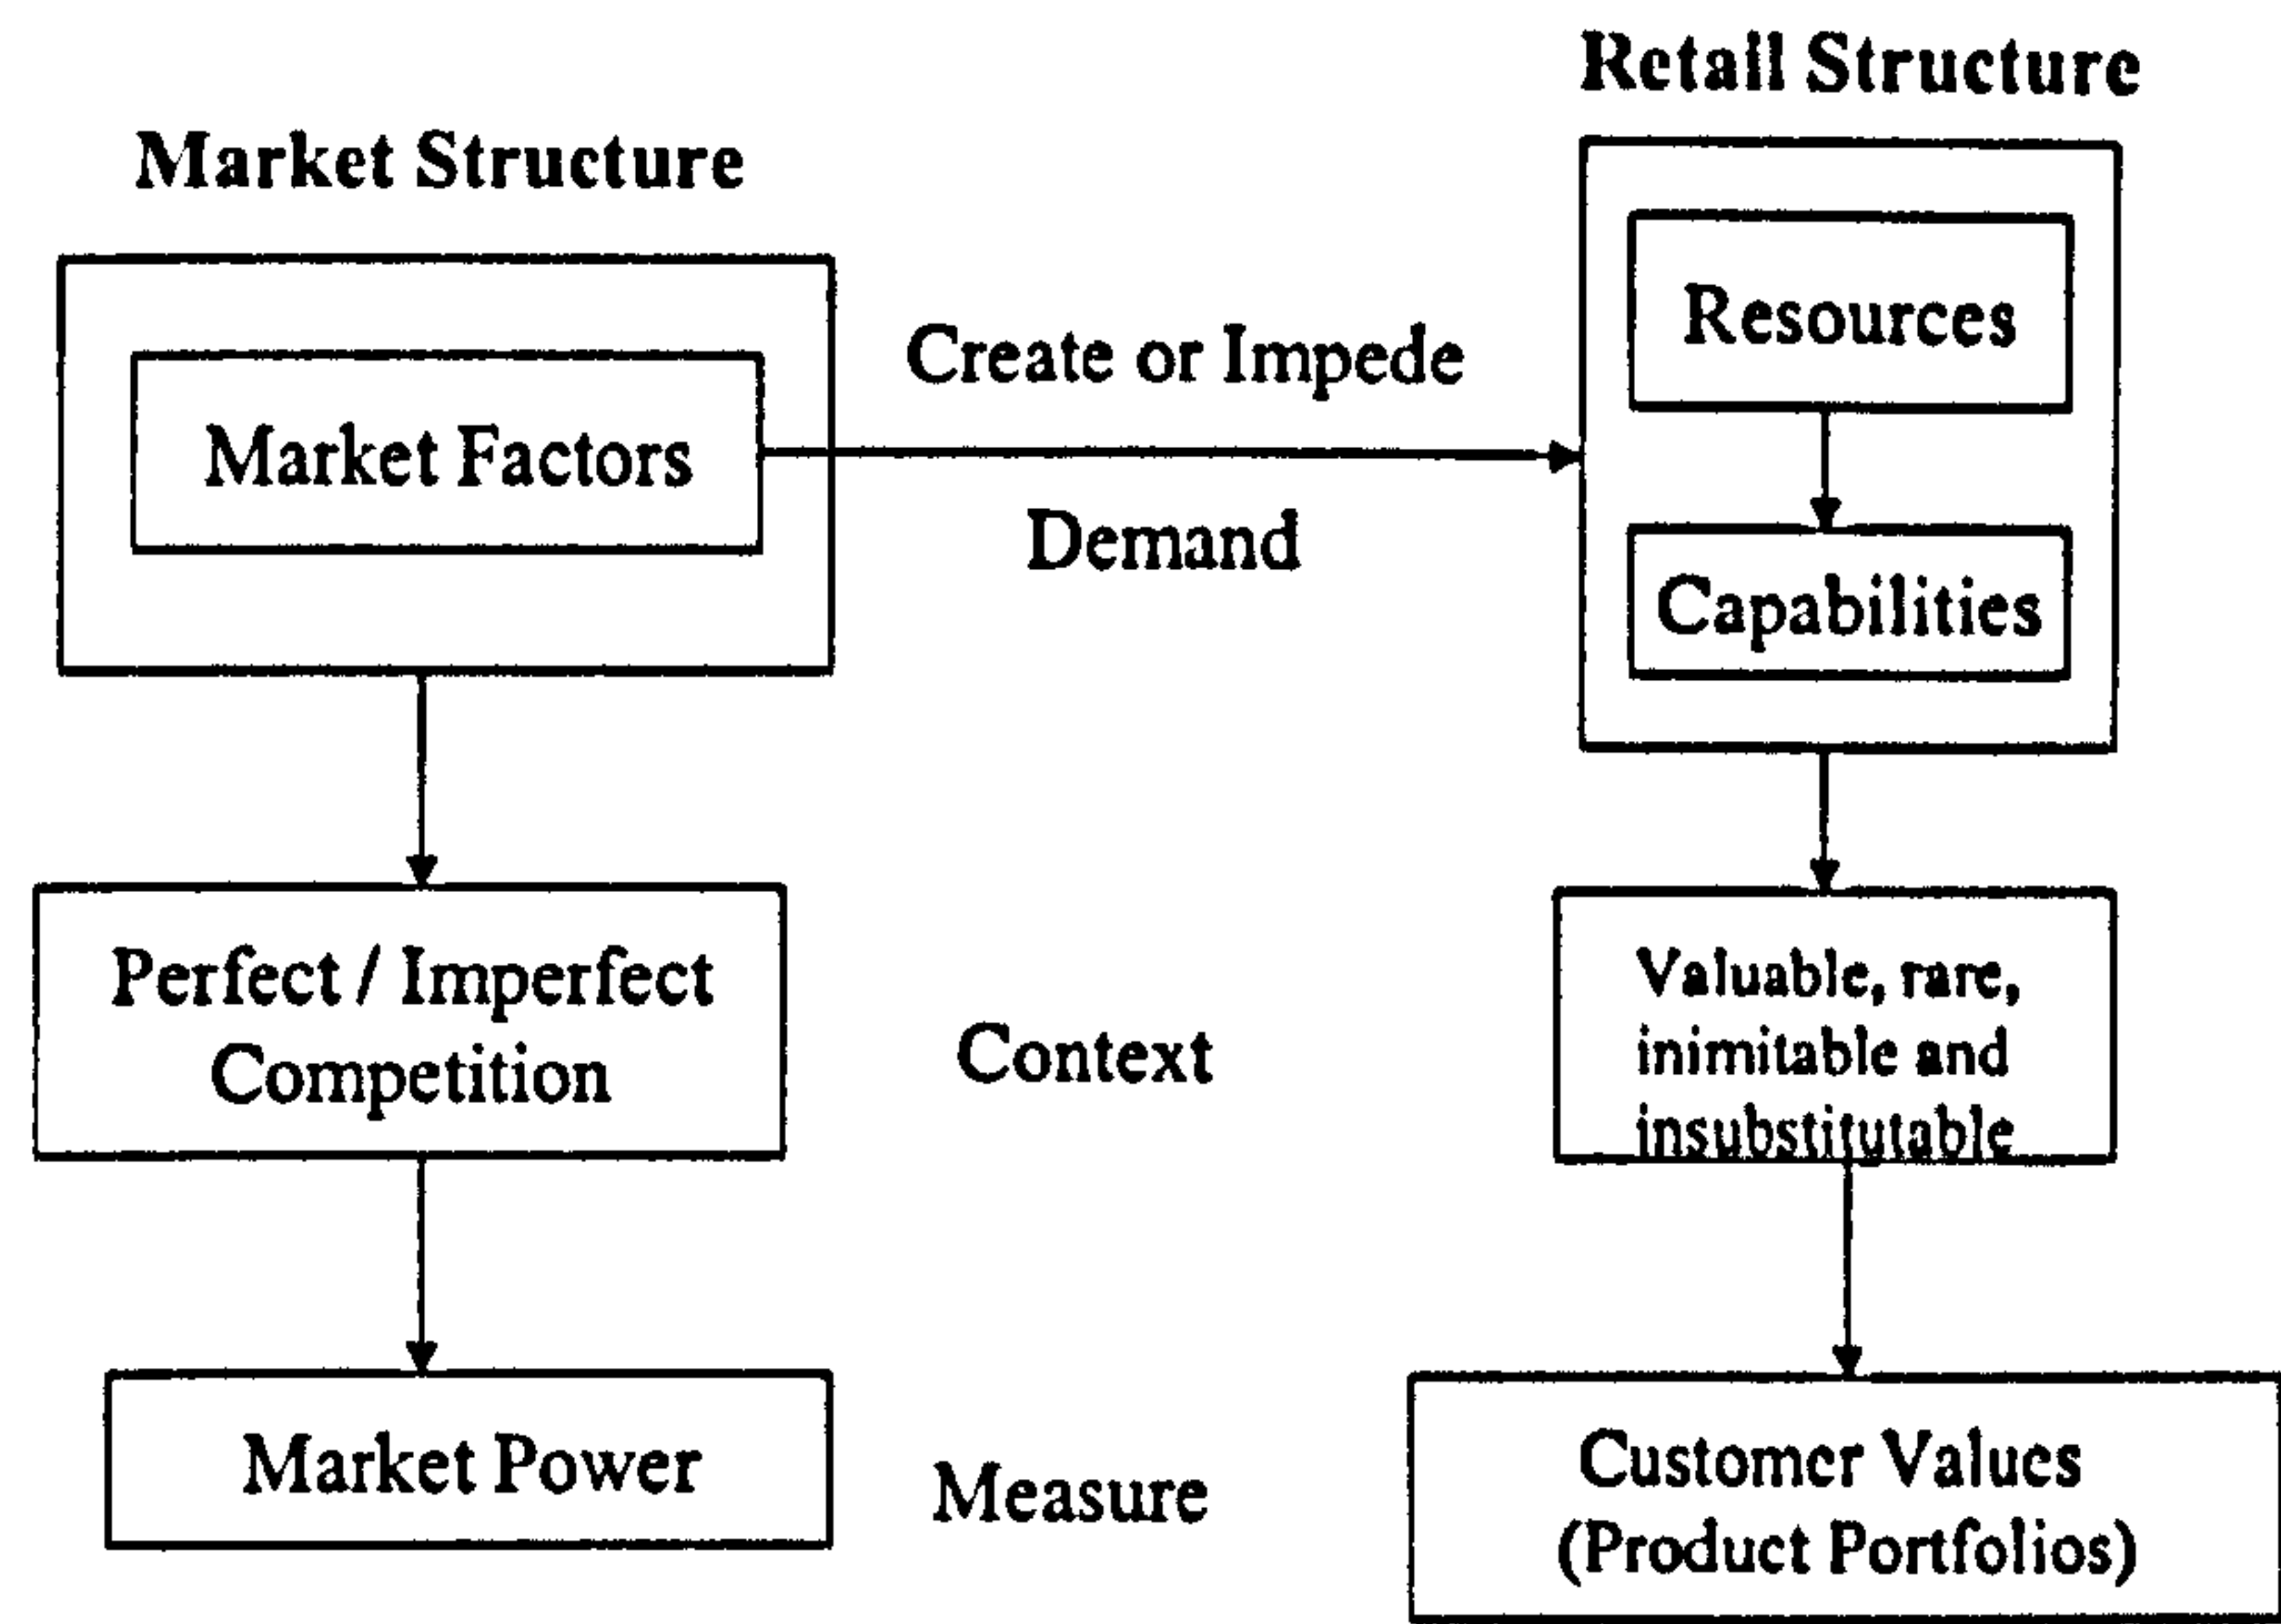 Retail Structure
Market Structure
Resources
Create or Impede
Market Factors
Demand
Capabilities
Perfect / Imperfect
Competition
Context
Valuable, rare,
inimitable and
insubstitutable
Market Power
Measure
Customer Values
(Product Portfolios)